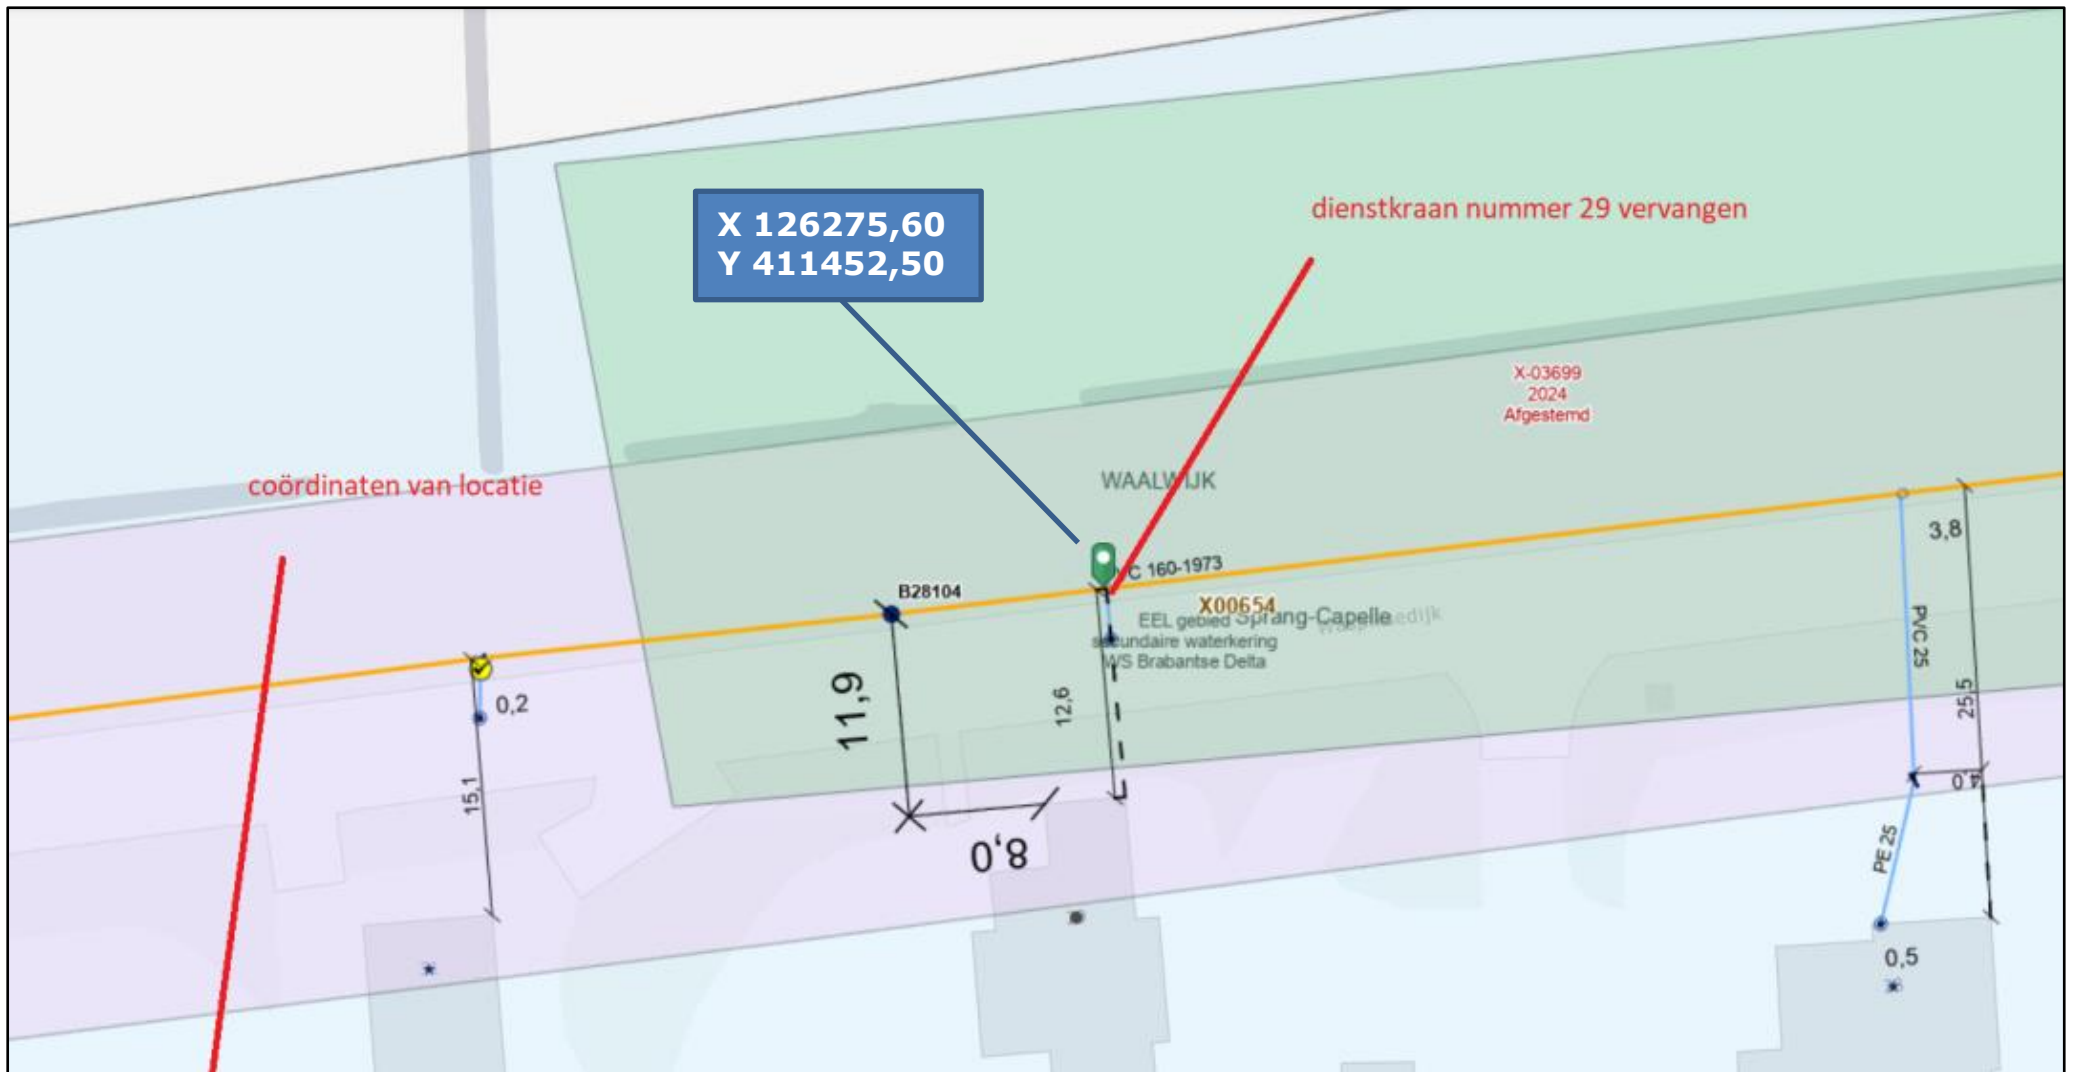 X 126275,60
Y 411452,50
dienstkraan nummer 29 vervangen
X-03699
2024
Afgestemd
coördinaten van locatie
WAALWIJK
3,8
VC 160-1973
B28104
X00654
EEL gebied
Sprang-Capelle
secundaire waterkering
WS Brabantse Delta
PVC 25
0,2
11,9
12,6
25,5
15,1
4,0
8,0
PE 25
0,5